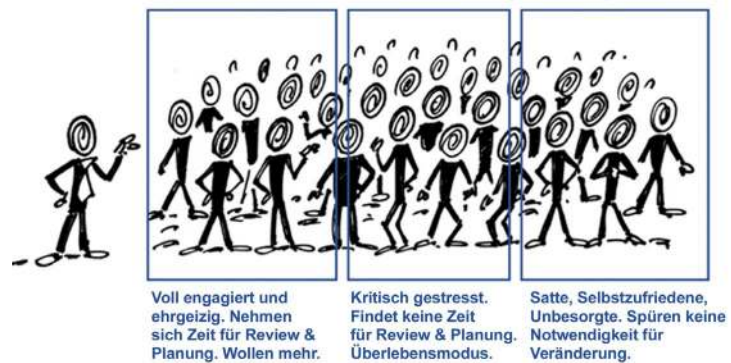 Voll engagiert und
ehrgeizig. Nehmen
sich Zeit für Review &
Planung. Wollen mehr.
Kritisch gestresst.
Findet keine Zeit
für Review & Planung.
Überlebensmodus.
Satte, Selbstzufriedene,
Unbesorgte. Spüren keine
Notwendigkeit für
Veränderung.